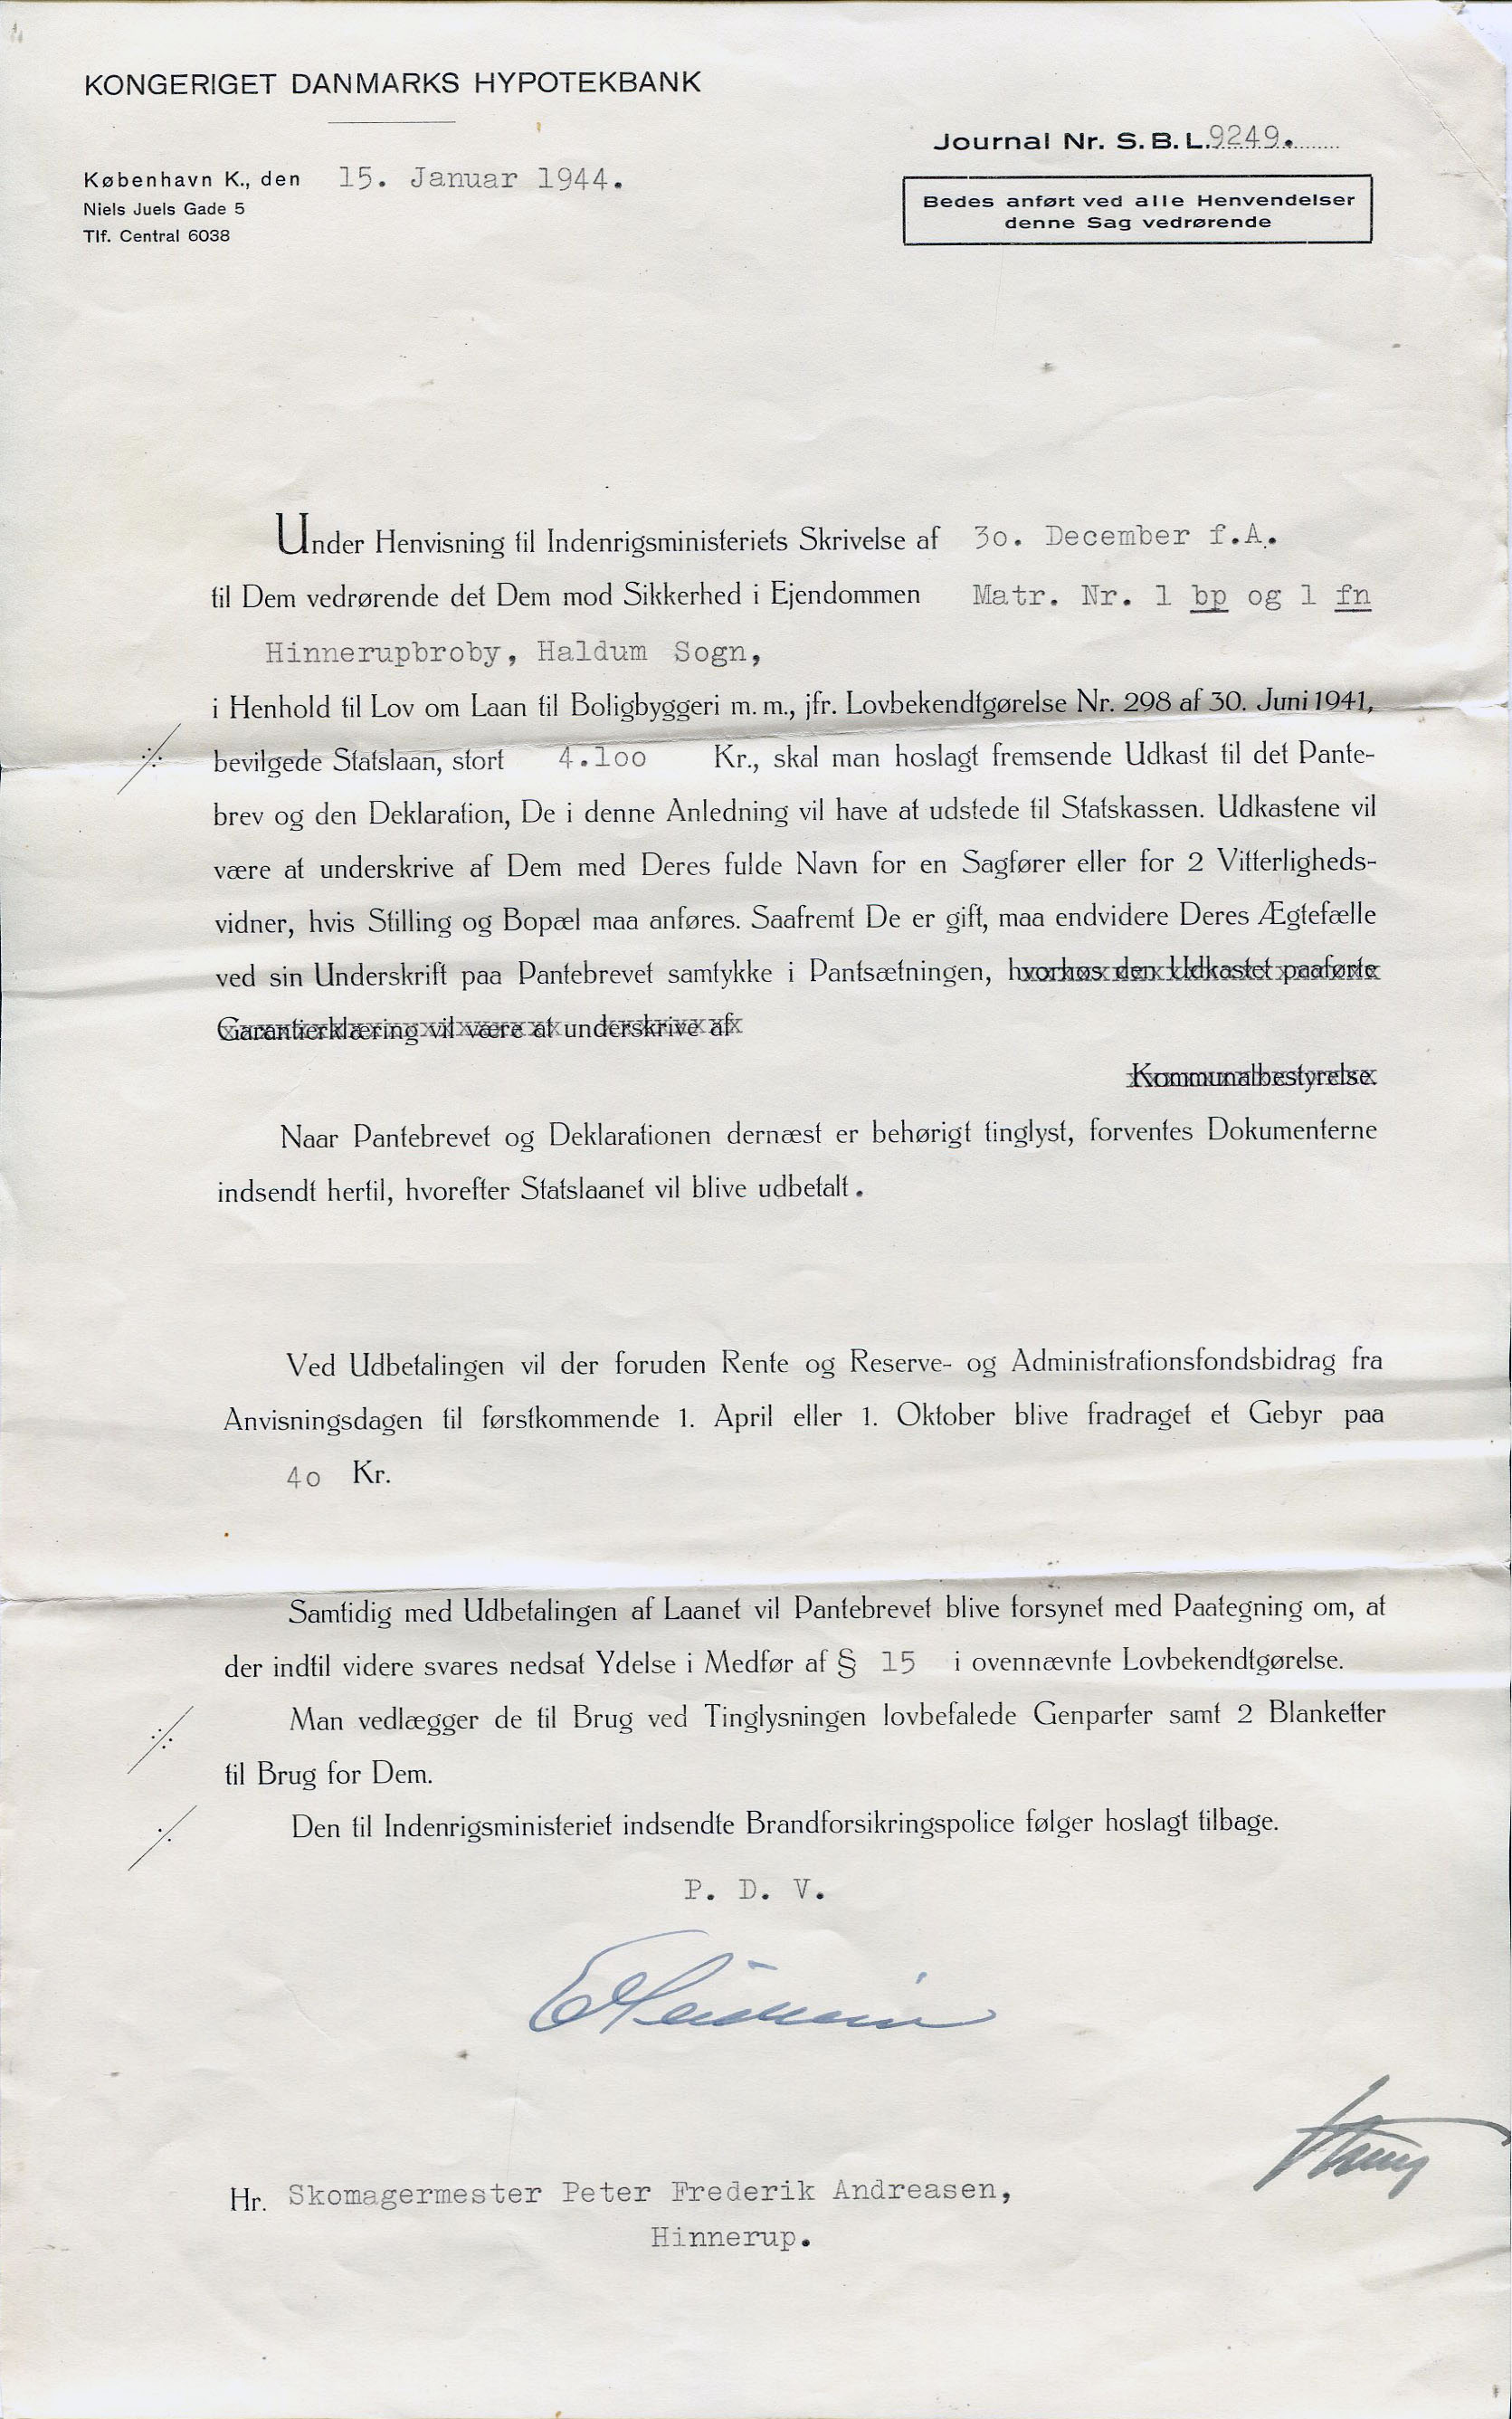 KONGERIGET DANMARKS HYPOTEKBANK
Journal Nr. S. B. L. 9249.
København K., den 15. Januar 1944.
Niels Juels Gade 5
Tlf. Central 6038
Bedes anført ved alle Henvendelser
denne Sag vedrørende
Under Henvisning til Indenrigsministeriets Skrivelse af 3o. December f.A.
til Dem vedrørende det Dem mod Sikkerhed i Ejendommen Matr. Nr. 1 bp og 1 fn
Hinnerupbroby, Haldum Sogn,
i Henhold til Lov om Laan til Boligbyggeri m. m., jfr. Lovbekendtgørelse Nr. 298 af 30. Juni 1941,
bevilgede Statslaan, stort 4.1oo Kr., skal man hoslagt fremsende Udkast til det Pante-
brev og den Deklaration, De i denne Anledning vil have at udstede til Statskassen. Udkastene vil
være at underskrive af Dem med Deres fulde Navn for en Sagfører eller for 2 Vitterligheds-
vidner, hvis Stilling og Bopæl maa anføres. Saafremt De er gift, maa endvidere Deres Ægtefælle
ved sin Underskrift paa Pantebrevet samtykke i Pantsætningen, hvorhos den Udkastet paaførte
Garantierklæring vil være at underskrive af
Kommunalbestyrelse.
Naar Pantebrevet og Deklarationen dernæst er behørigt tinglyst, forventes Dokumenterne
indsendt hertil, hvorefter Statslaanet vil blive udbetalt.
Ved Udbetalingen vil der foruden Rente og Reserve- og Administrationsfondsbidrag fra
Anvisningsdagen til førstkommende 1. April eller 1. Oktober blive fradraget et Gebyr paa
4o Kr.
Samtidig med Udbetalingen af Laanet vil Pantebrevet blive forsynet med Paategning om, at
der indtil videre svares nedsat Ydelse i Medfør af § 15 i ovennævnte Lovbekendtgørelse.
Man vedlægger de til Brug ved Tinglysningen lovbefalede Genparter samt 2 Blanketter
til Brug for Dem.
Den til Indenrigsministeriet indsendte Brandforsikringspolice følger hoslagt tilbage.
P. D. V.
Hr. Skomagermester Peter Frederik Andreasen,
Hinnerup.